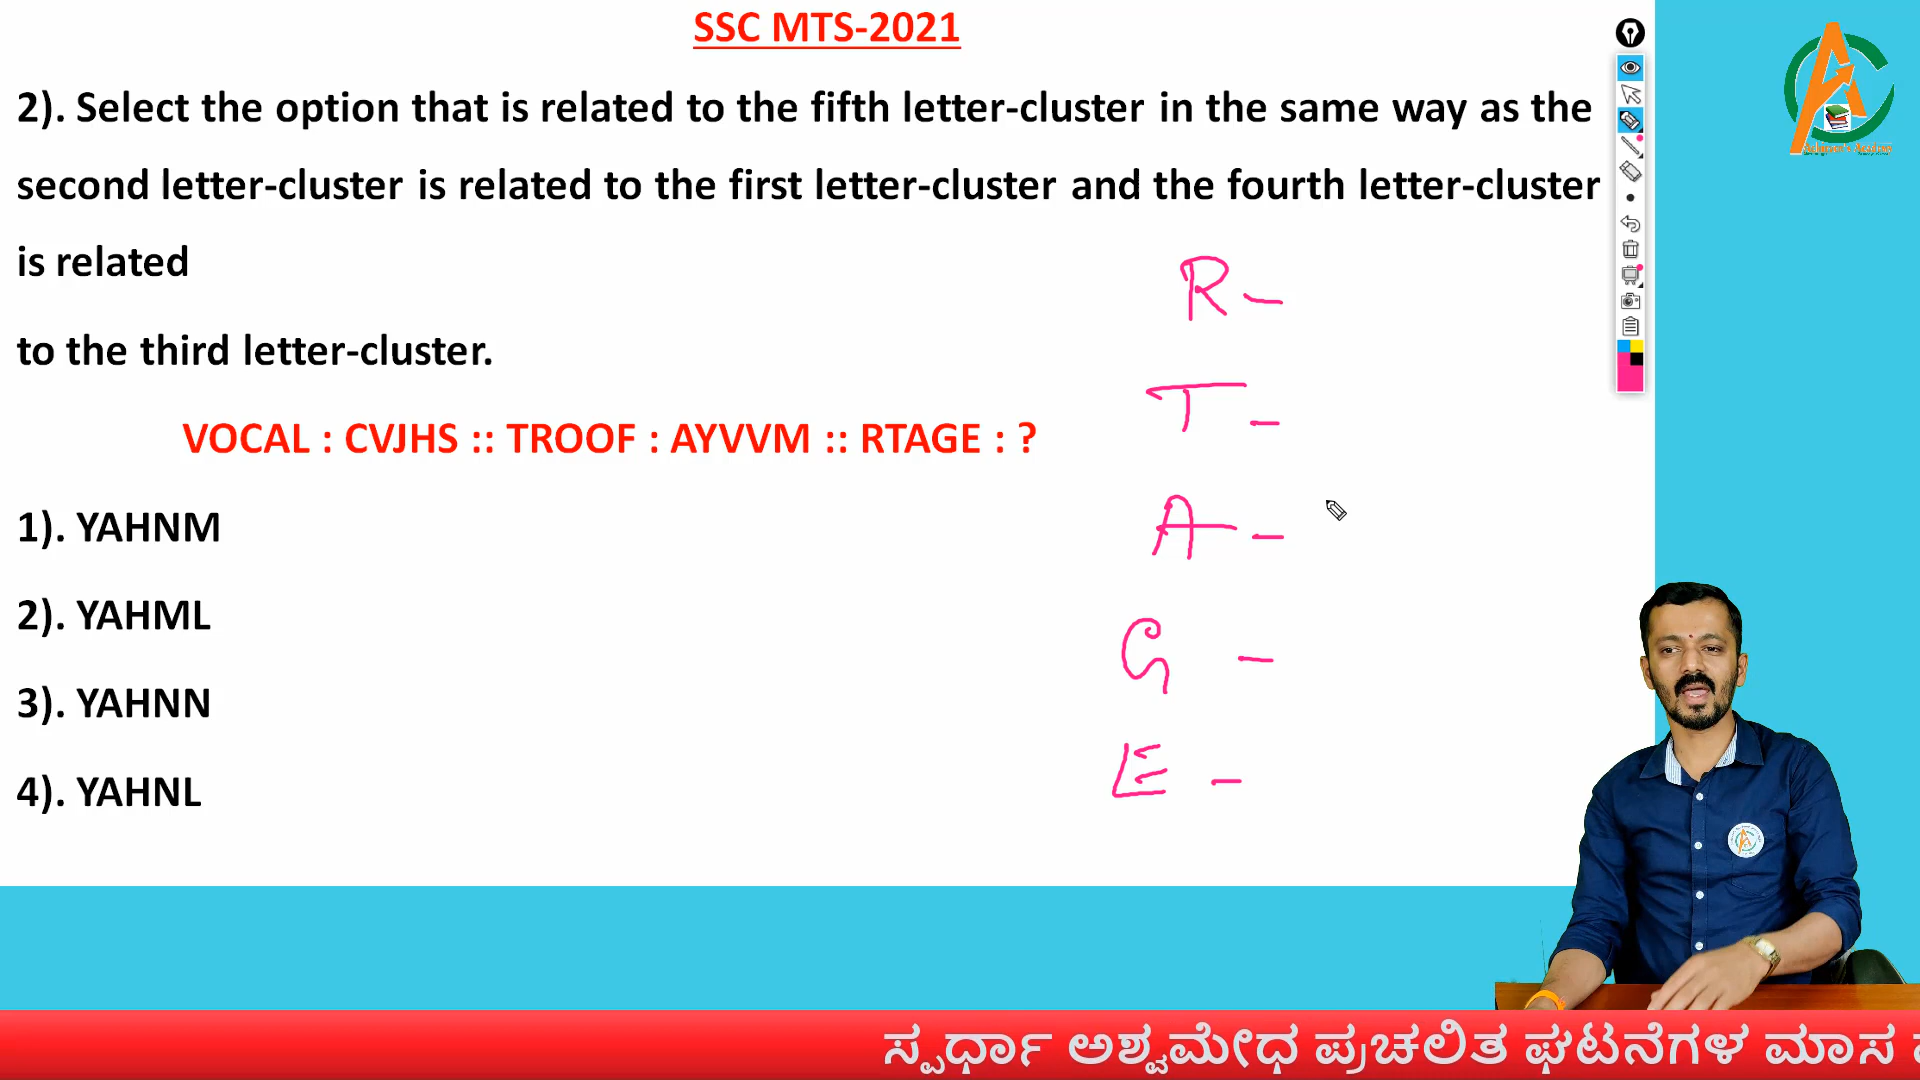 SSC MTS-2021
2). Select the option that is related to the fifth letter-cluster in the same way as the
second letter-cluster is related to the first letter-cluster and the fourth letter-cluster
is related
to the third letter-cluster.
VOCAL : CVJHS :: TROOF : AYVVM :: RTAGE : ?
1). YAHNM
2). YAHML
3). YAHNN
4). YAHNL
R -
T -
A -
G -
E -
ಸ್ಪರ್ಧಾ ಅಶ್ವಮೇಧ ಪ್ರಚಲಿತ ಘಟನೆಗಳ ಮಾಸ